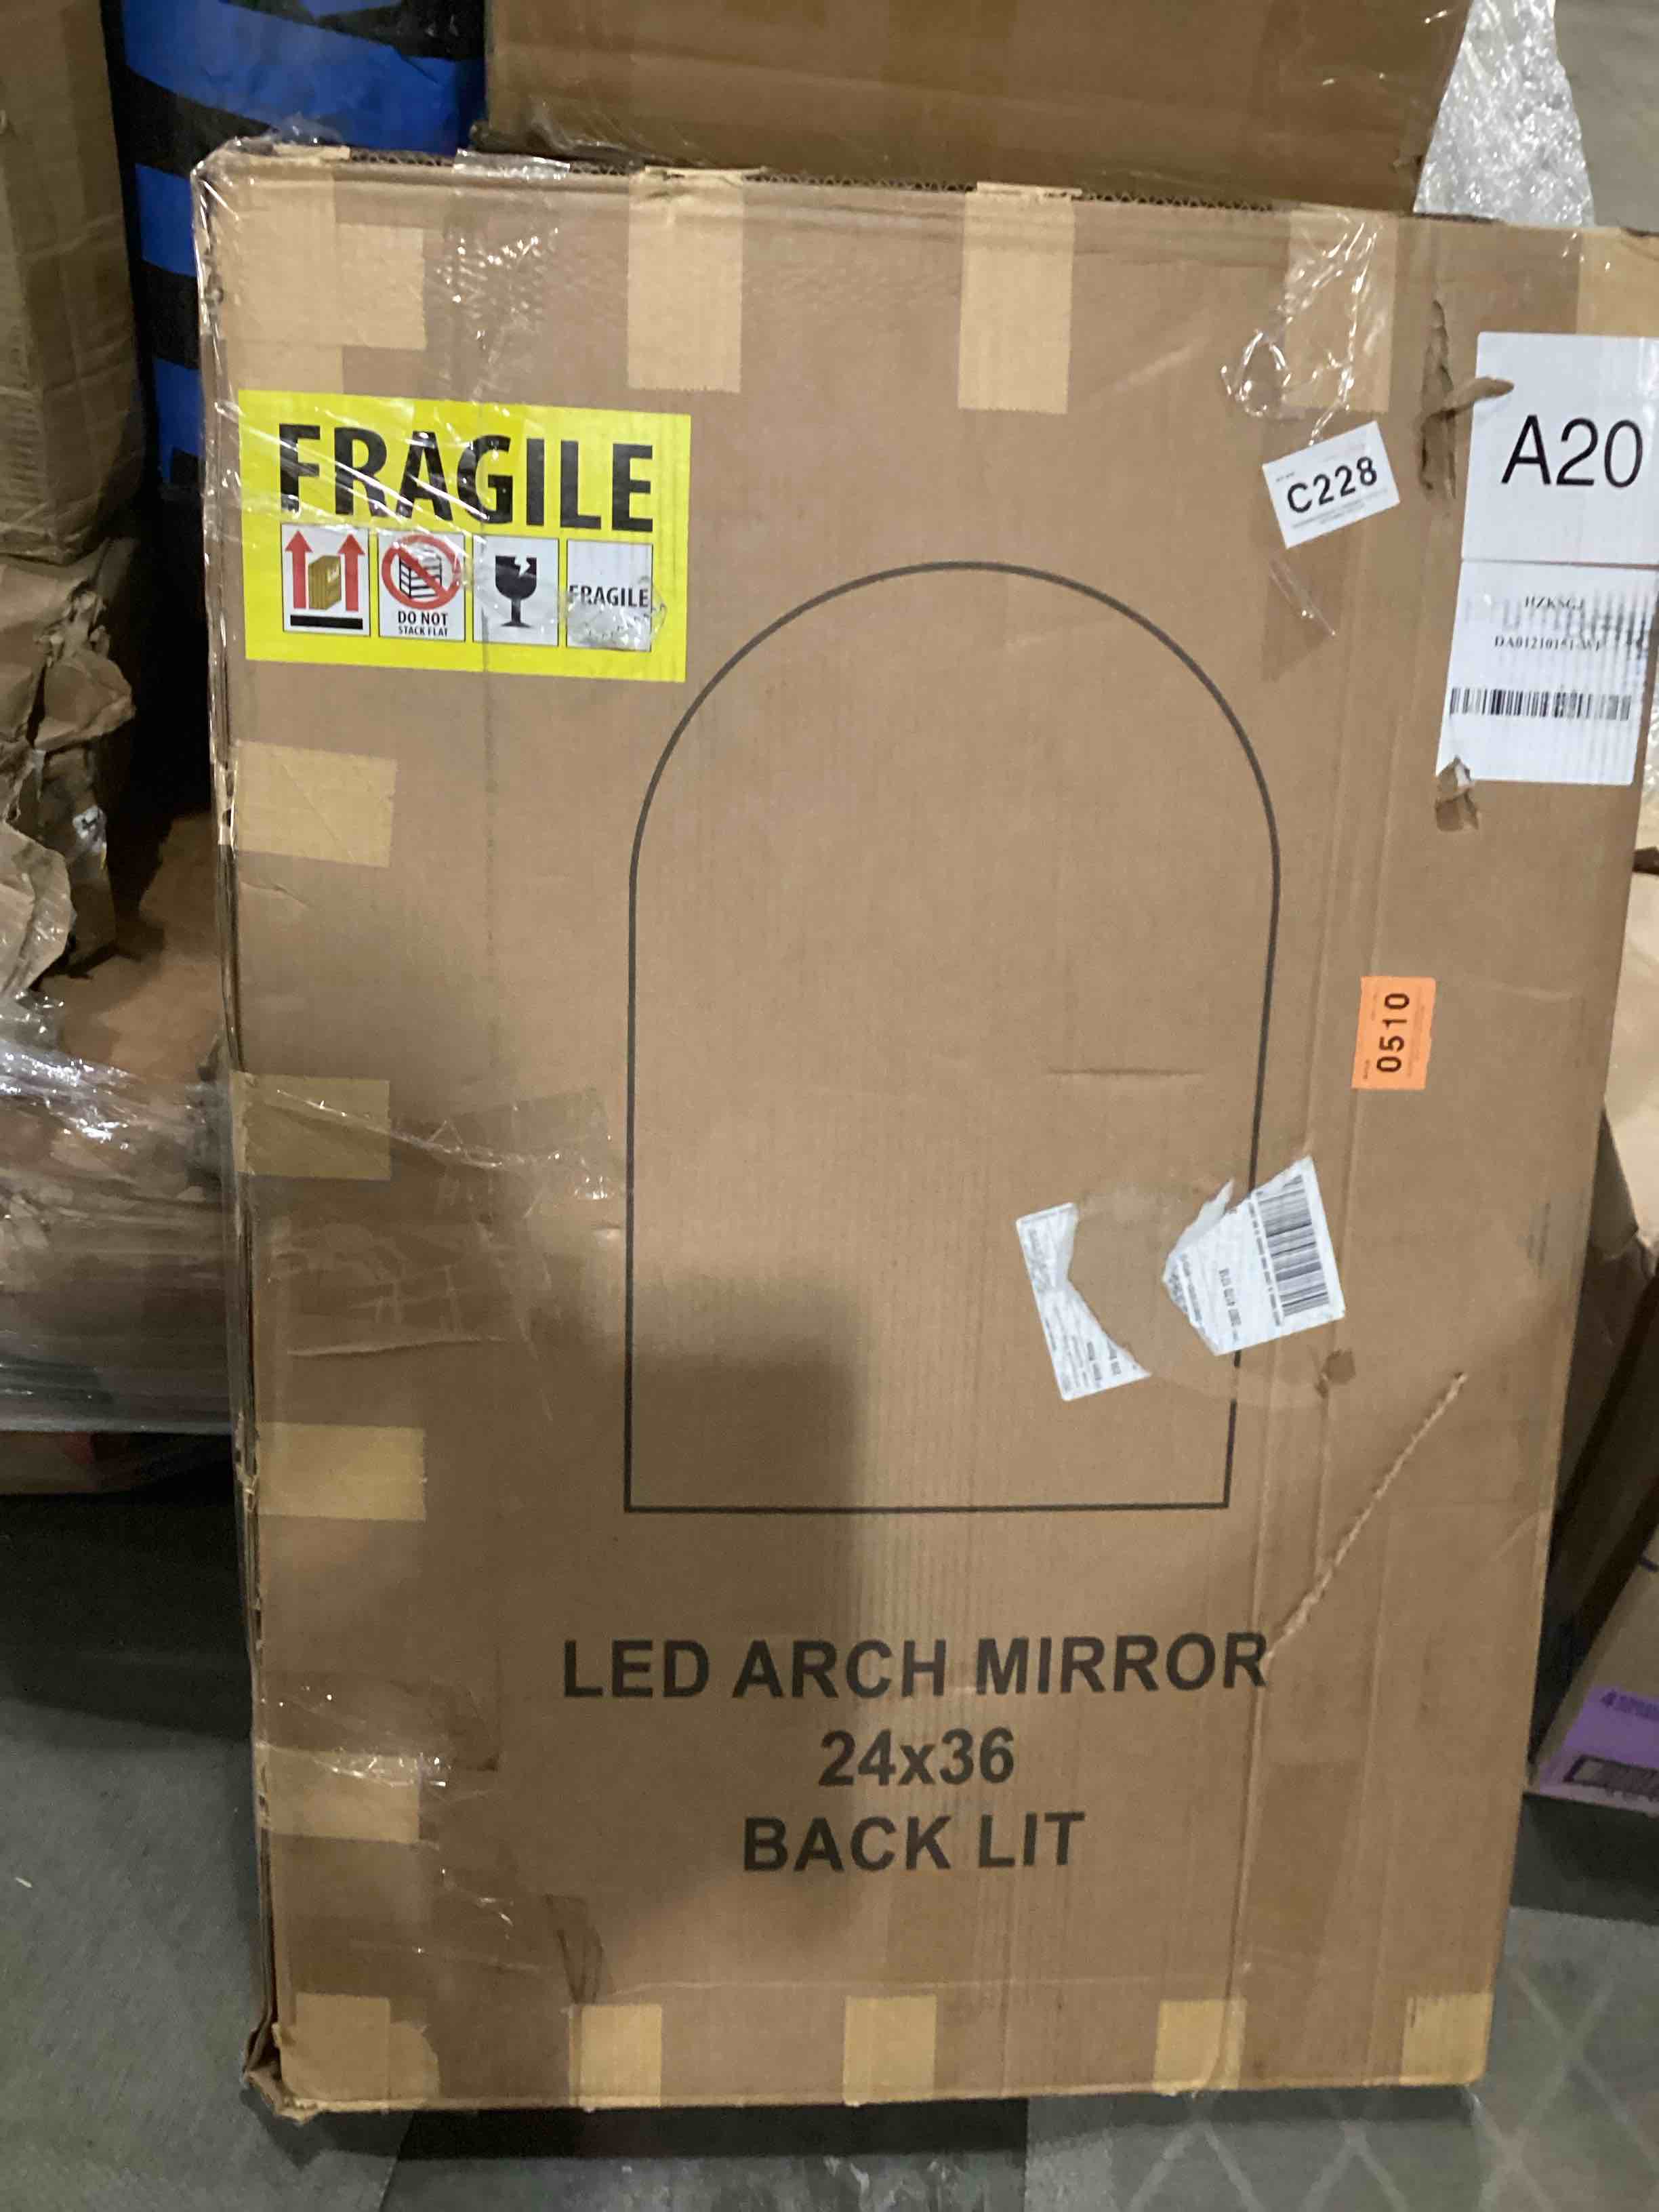 FRAGILE
DO NOT
STACK FLAT
FRAGILE
C228
A20
0510
LED ARCH MIRROR
24x36
BACK LIT